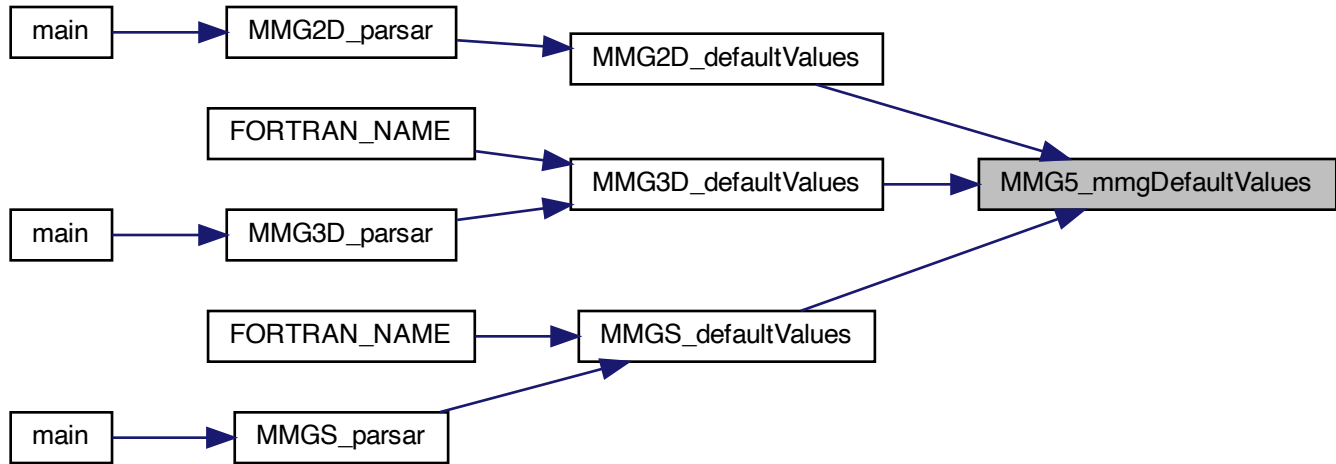 main
MMG2D_parsar
MMG2D_defaultValues
FORTRAN_NAME
MMG3D_defaultValues
MMG5_mmgDefaultValues
main
MMG3D_parsar
FORTRAN_NAME
MMGS_defaultValues
main
MMGS_parsar